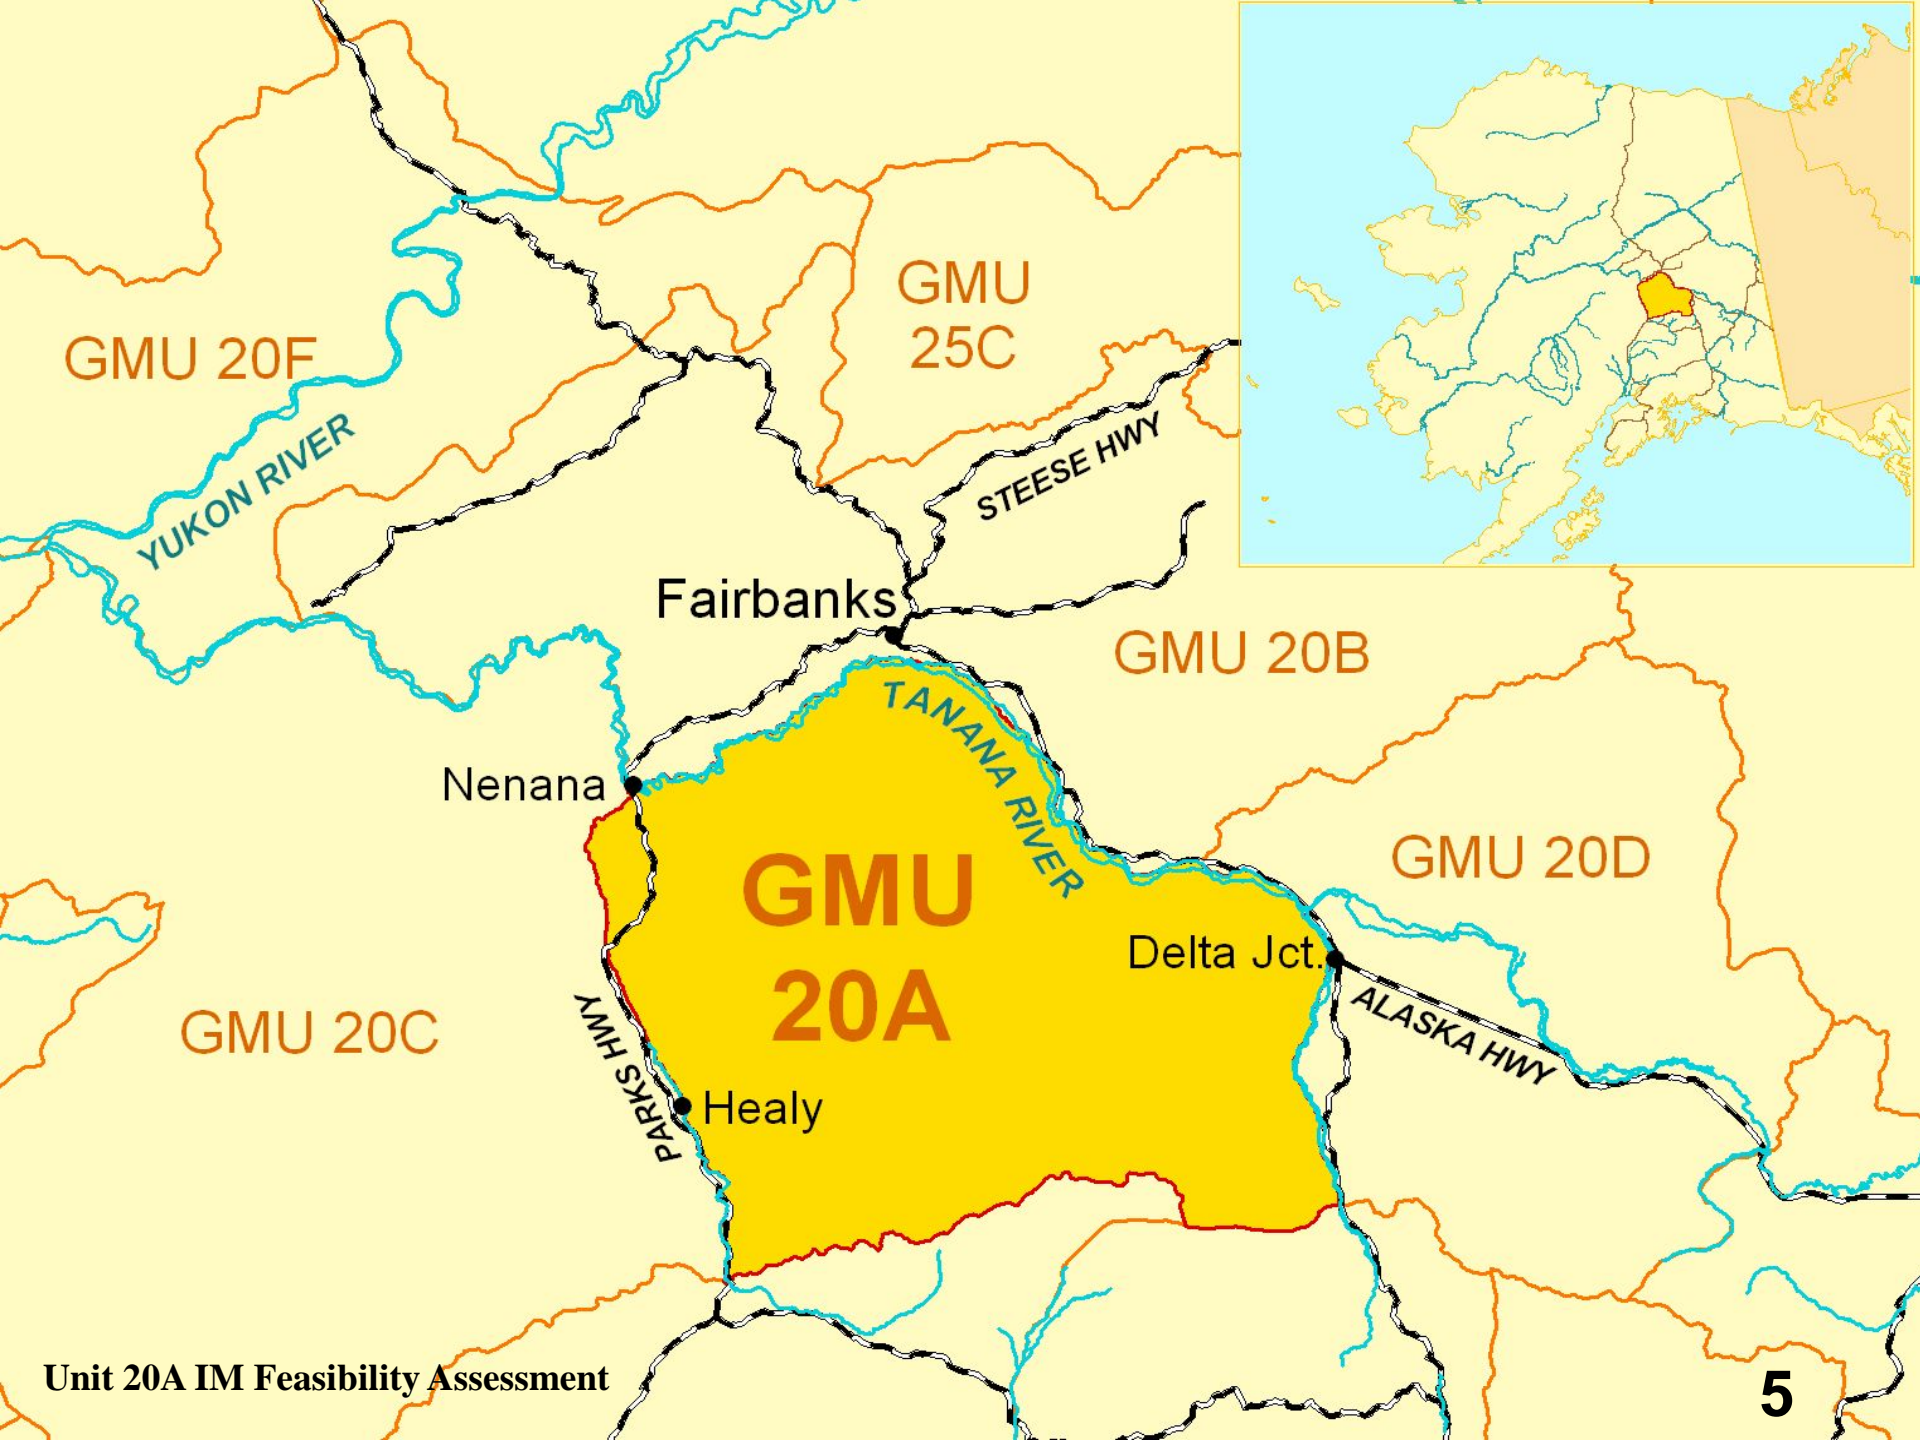 GMU
25C
GMU 20F
STEESE HWY
YUKON RIVER
Fairbanks
GMU 20B
TANANA RIVER
Nenana
GMU
20A
GMU 20D
Delta Jct.
ALASKA HWY
GMU 20C
PARKS HWY
Healy
Unit 20A IM Feasibility Assessment
5